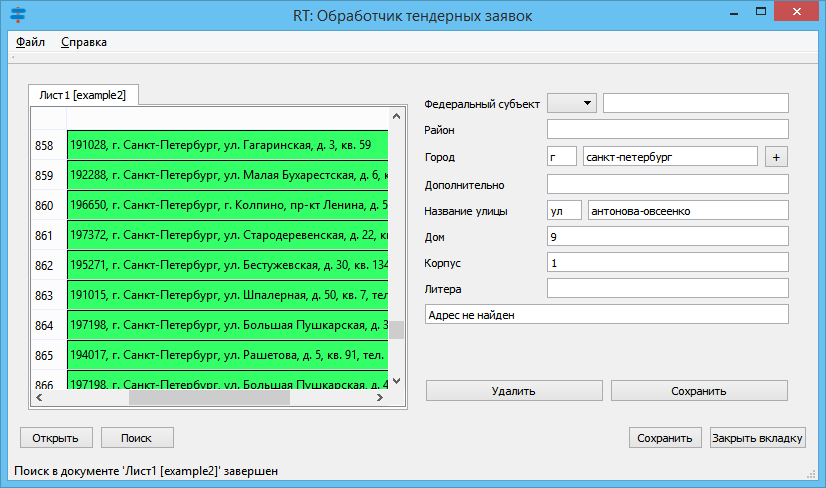 RT: Обработчик тендерных заявок
Файл Справка
Лист1 [example2]
858 191028, г. Санкт-Петербург, ул. Гагаринская, д. 3, кв. 59
859 192288, г. Санкт-Петербург, ул. Малая Бухарестская, д. 6, к
860 196650, г. Санкт-Петербург, г. Колпино, пр-кт Ленина, д. 5
861 197372, г. Санкт-Петербург, ул. Стародеревенская, д. 22, к
862 195271, г. Санкт-Петербург, ул. Бестужевская, д. 30, кв. 134
863 191015, г. Санкт-Петербург, ул. Шпалерная, д. 50, кв. 7, тел
864 197198, г. Санкт-Петербург, ул. Большая Пушкарская, д. 3
865 194017, г. Санкт-Петербург, ул. Рашетова, д. 5, кв. 91, тел.
866 197198, г. Санкт-Петербург, ул. Большая Пушкарская, д. 4
Федеральный субъект
Район
Город г санкт-петербург +
Дополнительно
Название улицы ул антонова-овсеенко
Дом 9
Корпус 1
Литера
Адрес не найден
Удалить Сохранить
Открыть Поиск Сохранить Закрыть вкладку
Поиск в документе 'Лист1 [example2]' завершен